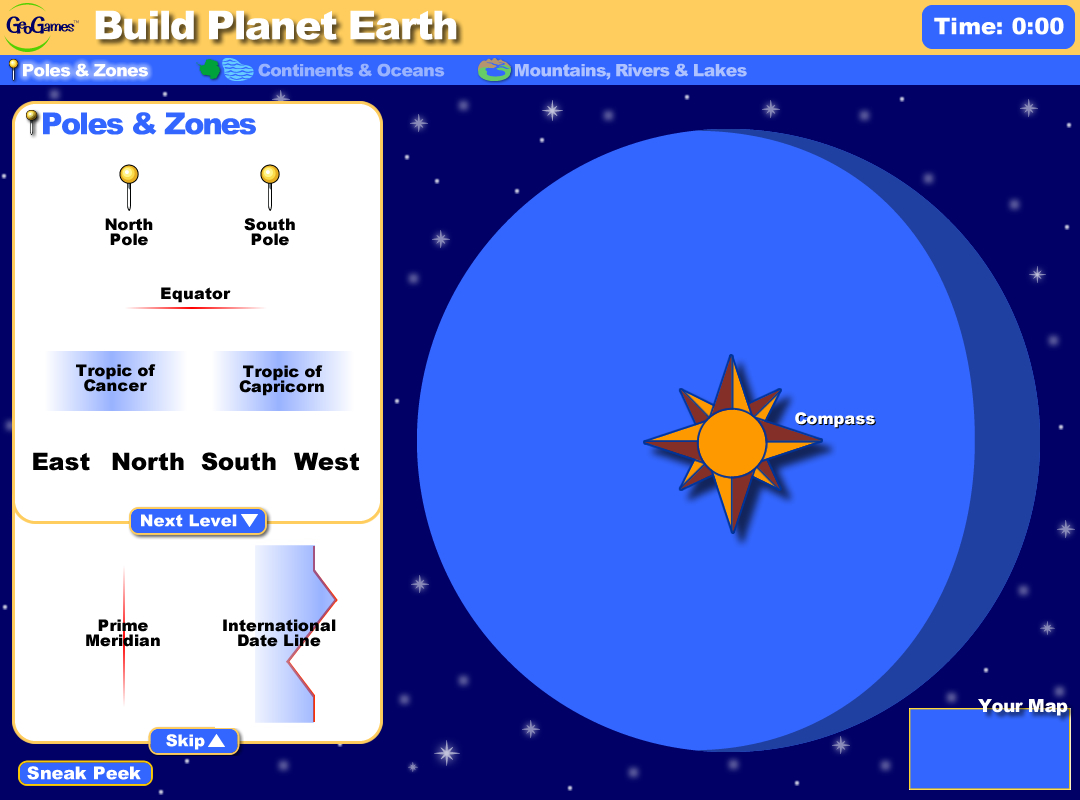 GeoGames™
Build Planet Earth
Time: 0:00
Poles & Zones
Continents & Oceans
Mountains, Rivers & Lakes
Poles & Zones
North
Pole
South
Pole
Equator
Tropic of
Cancer
Tropic of
Capricorn
East North South West
Next Level
Prime
Meridian
International
Date Line
Skip
Sneak Peek
Compass
Your Map